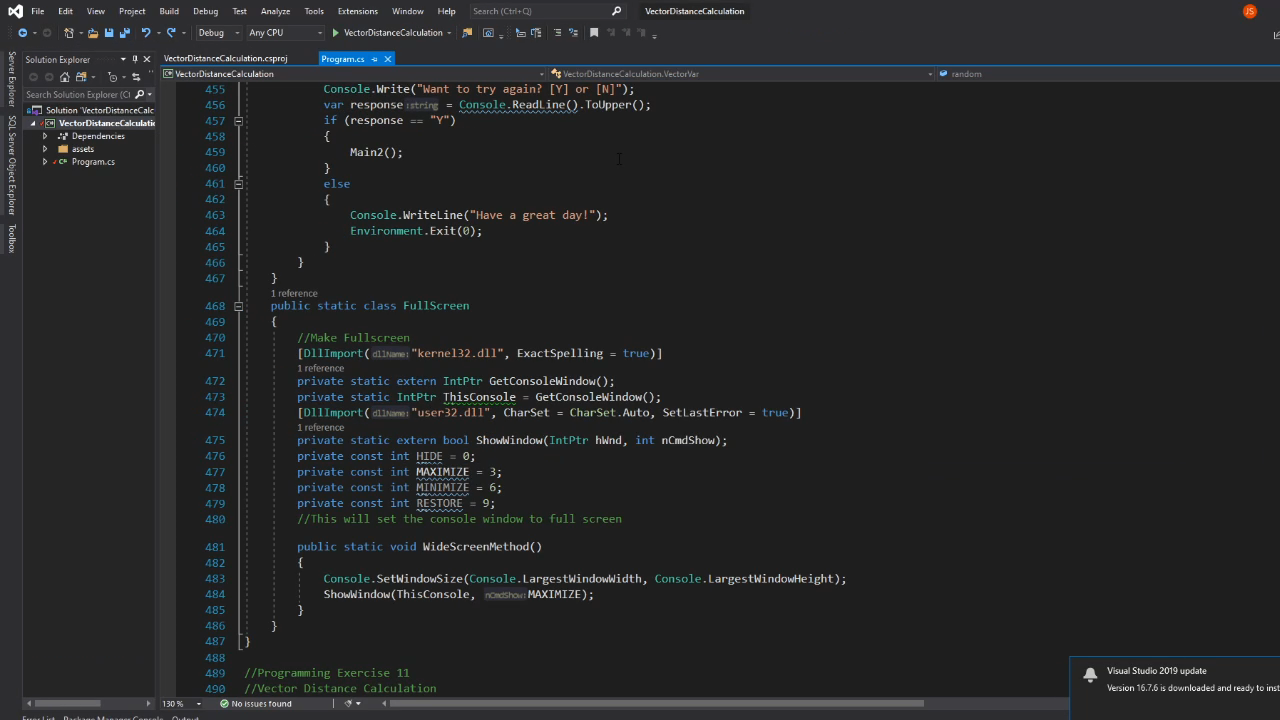 File Edit View Project Build Debug Test Analyze Tools Extensions Window Help Search (Ctrl+Q) VectorDistanceCalculation JS
Debug Any CPU VectorDistanceCalculation
Server Explorer
SQL Server Object Explorer
Toolbox
Solution Explorer
Solution 'VectorDistanceCalc
VectorDistanceCalculatio
Dependencies
assets
Program.cs
VectorDistanceCalculation.csproj Program.cs
VectorDistanceCalculation VectorDistanceCalculation.VectorVar random
455 Console.Write("Want to try again? [Y] or [N]");
456 var response:string = Console.ReadLine().ToUpper();
457 if (response == "Y")
458 {
459 Main2();
460 }
461 else
462 {
463 Console.WriteLine("Have a great day!");
464 Environment.Exit(0);
465 }
466 }
467 }
1 reference
468 public static class FullScreen
469 {
470 //Make Fullscreen
471 [DllImport(dllName:"kernel32.dll", ExactSpelling = true)]
1 reference
472 private static extern IntPtr GetConsoleWindow();
473 private static IntPtr ThisConsole = GetConsoleWindow();
474 [DllImport(dllName:"user32.dll", CharSet = CharSet.Auto, SetLastError = true)]
1 reference
475 private static extern bool ShowWindow(IntPtr hWnd, int nCmdShow);
476 private const int HIDE = 0;
477 private const int MAXIMIZE = 3;
478 private const int MINIMIZE = 6;
479 private const int RESTORE = 9;
480 //This will set the console window to full screen
481 public static void WideScreenMethod()
482 {
483 Console.SetWindowSize(Console.LargestWindowWidth, Console.LargestWindowHeight);
484 ShowWindow(ThisConsole, nCmdShow:MAXIMIZE);
485 }
486 }
487 }
488
489 //Programming Exercise 11
490 //Vector Distance Calculation
Visual Studio 2019 update
Version 16.7.6 is downloaded and ready to inst
130 % No issues found
Error List Package Manager Console Output